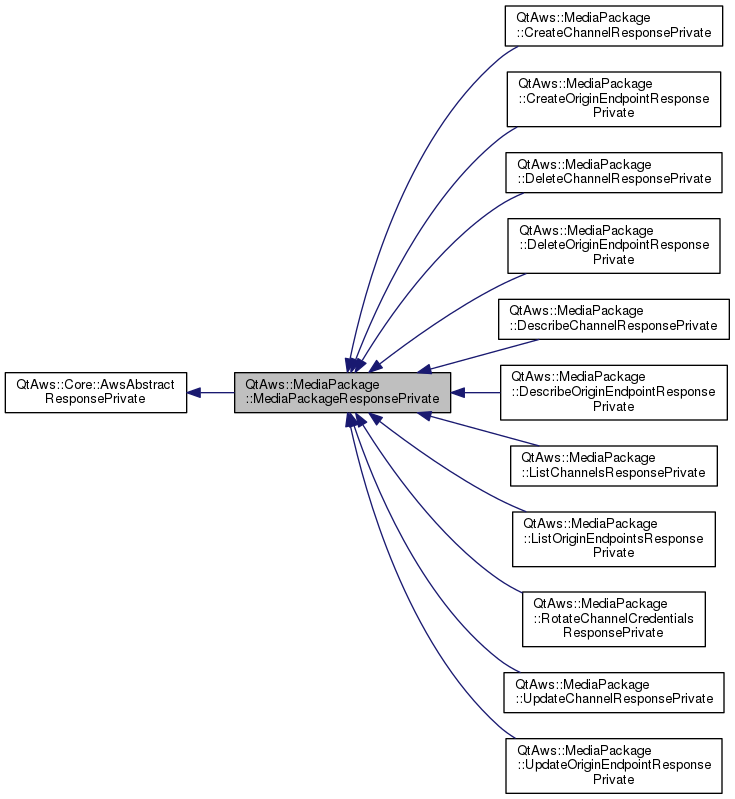 QtAws::MediaPackage
::CreateChannelResponsePrivate
QtAws::MediaPackage
::CreateOriginEndpointResponse
Private
QtAws::MediaPackage
::DeleteChannelResponsePrivate
QtAws::MediaPackage
::DeleteOriginEndpointResponse
Private
QtAws::MediaPackage
::DescribeChannelResponsePrivate
QtAws::Core::AwsAbstract
ResponsePrivate
QtAws::MediaPackage
::MediaPackageResponsePrivate
QtAws::MediaPackage
::DescribeOriginEndpointResponse
Private
QtAws::MediaPackage
::ListChannelsResponsePrivate
QtAws::MediaPackage
::ListOriginEndpointsResponse
Private
QtAws::MediaPackage
::RotateChannelCredentials
ResponsePrivate
QtAws::MediaPackage
::UpdateChannelResponsePrivate
QtAws::MediaPackage
::UpdateOriginEndpointResponse
Private